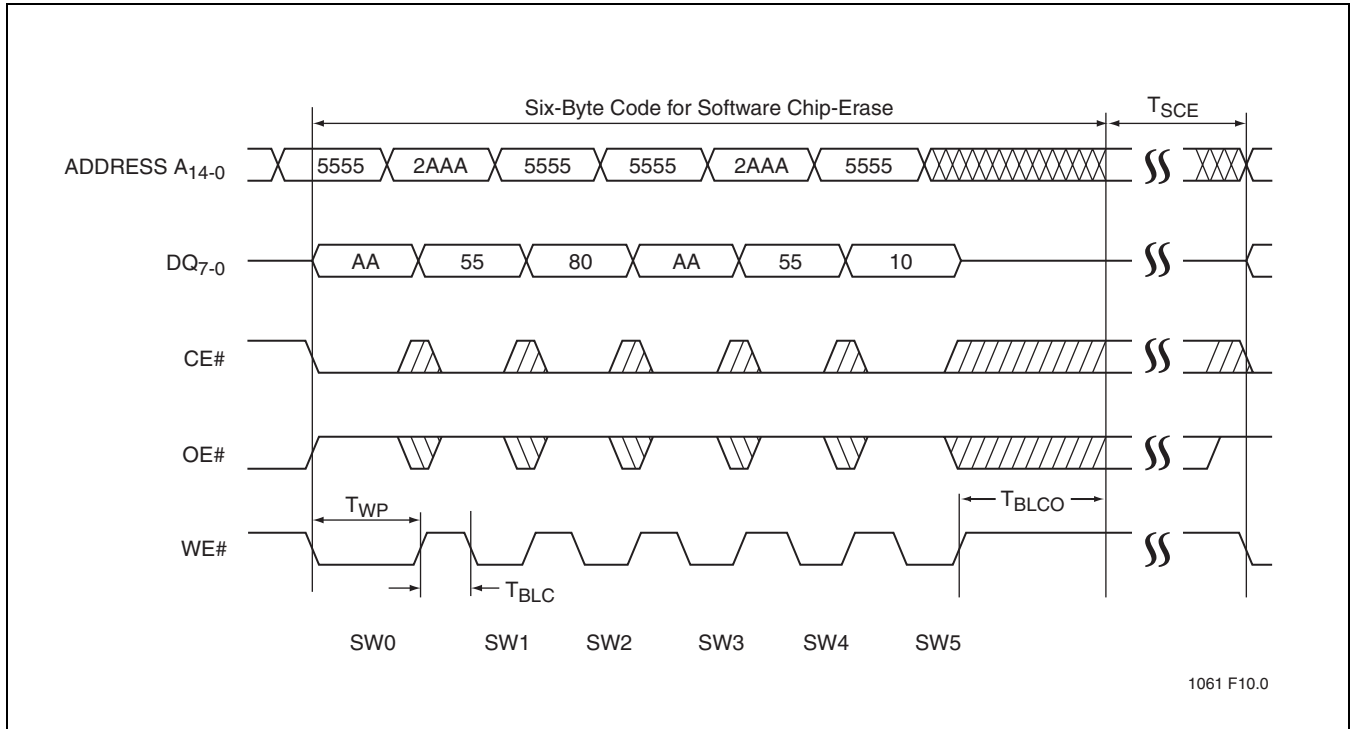 Six-Byte Code for Software Chip-Erase
TSCE
ADDRESS A14-0
5555 2AAA 5555 5555 2AAA 5555
DQ7-0
AA 55 80 AA 55 10
CE#
OE#
TWP
TBLCO
WE#
TBLC
SW0 SW1 SW2 SW3 SW4 SW5
1061 F10.0